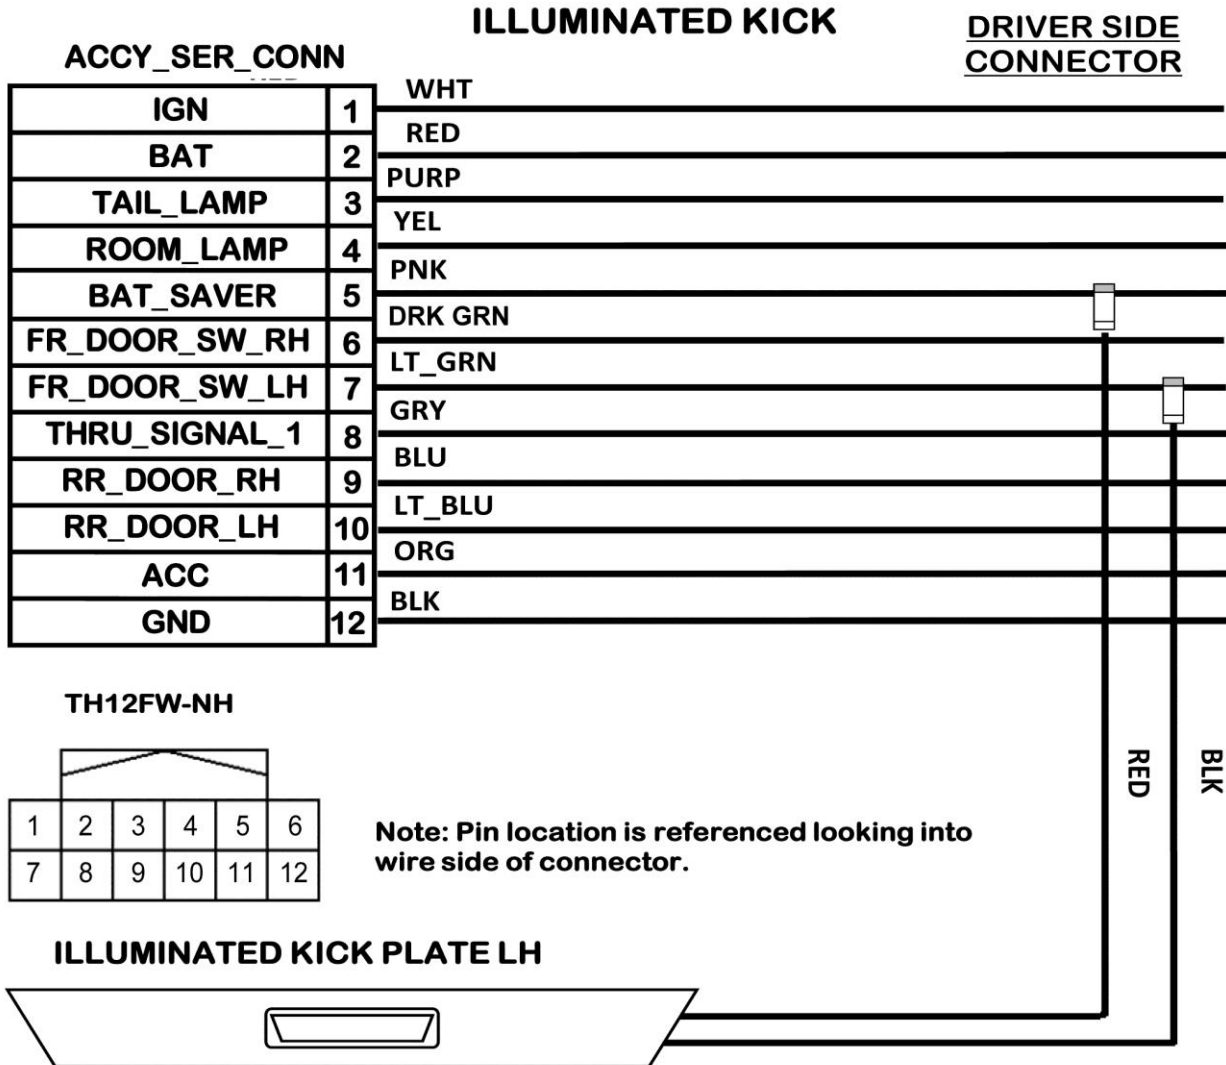 ILLUMINATED KICK
DRIVER SIDE
CONNECTOR
ACCY_SER_CONN
IGN 1 WHT
BAT 2 RED
TAIL_LAMP 3 PURP
ROOM_LAMP 4 YEL
BAT_SAVER 5 PNK
FR_DOOR_SW_RH 6 DRK GRN
FR_DOOR_SW_LH 7 LT_GRN
THRU_SIGNAL_1 8 GRY
RR_DOOR_RH 9 BLU
RR_DOOR_LH 10 LT_BLU
ACC 11 ORG
GND 12 BLK
TH12FW-NH
1 2 3 4 5 6
7 8 9 10 11 12
Note: Pin location is referenced looking into
wire side of connector.
RED
BLK
ILLUMINATED KICK PLATE LH